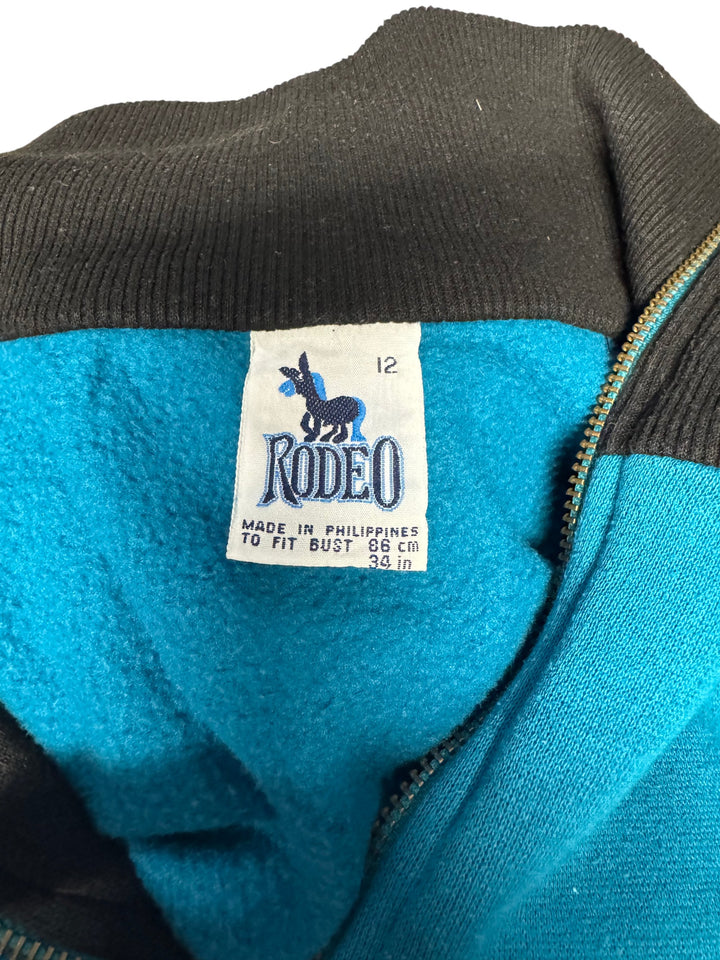 12
RODEO
MADE IN PHILIPPINES
TO FIT BUST 86 cm
34 in